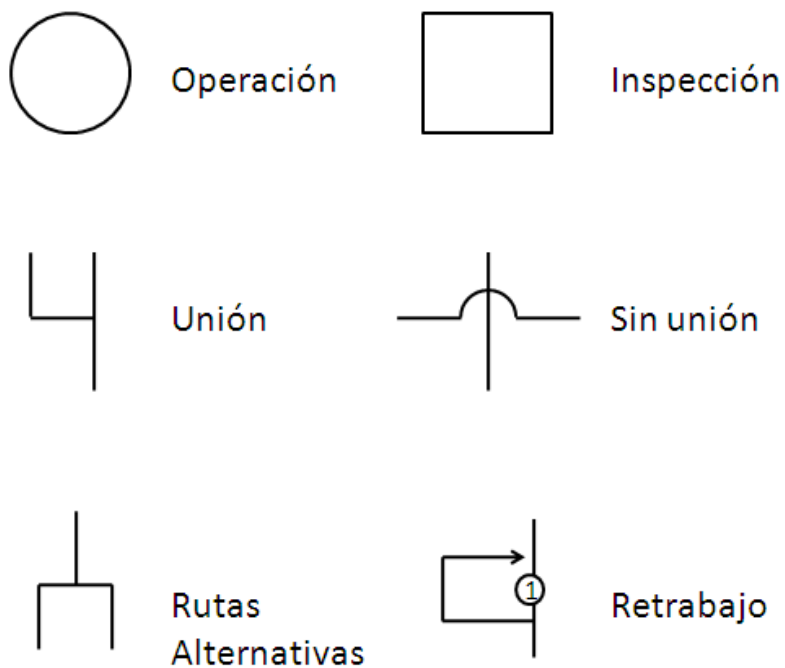 Operación
Inspección
Unión
Sin unión
Rutas
Alternativas
1
Retrabajo